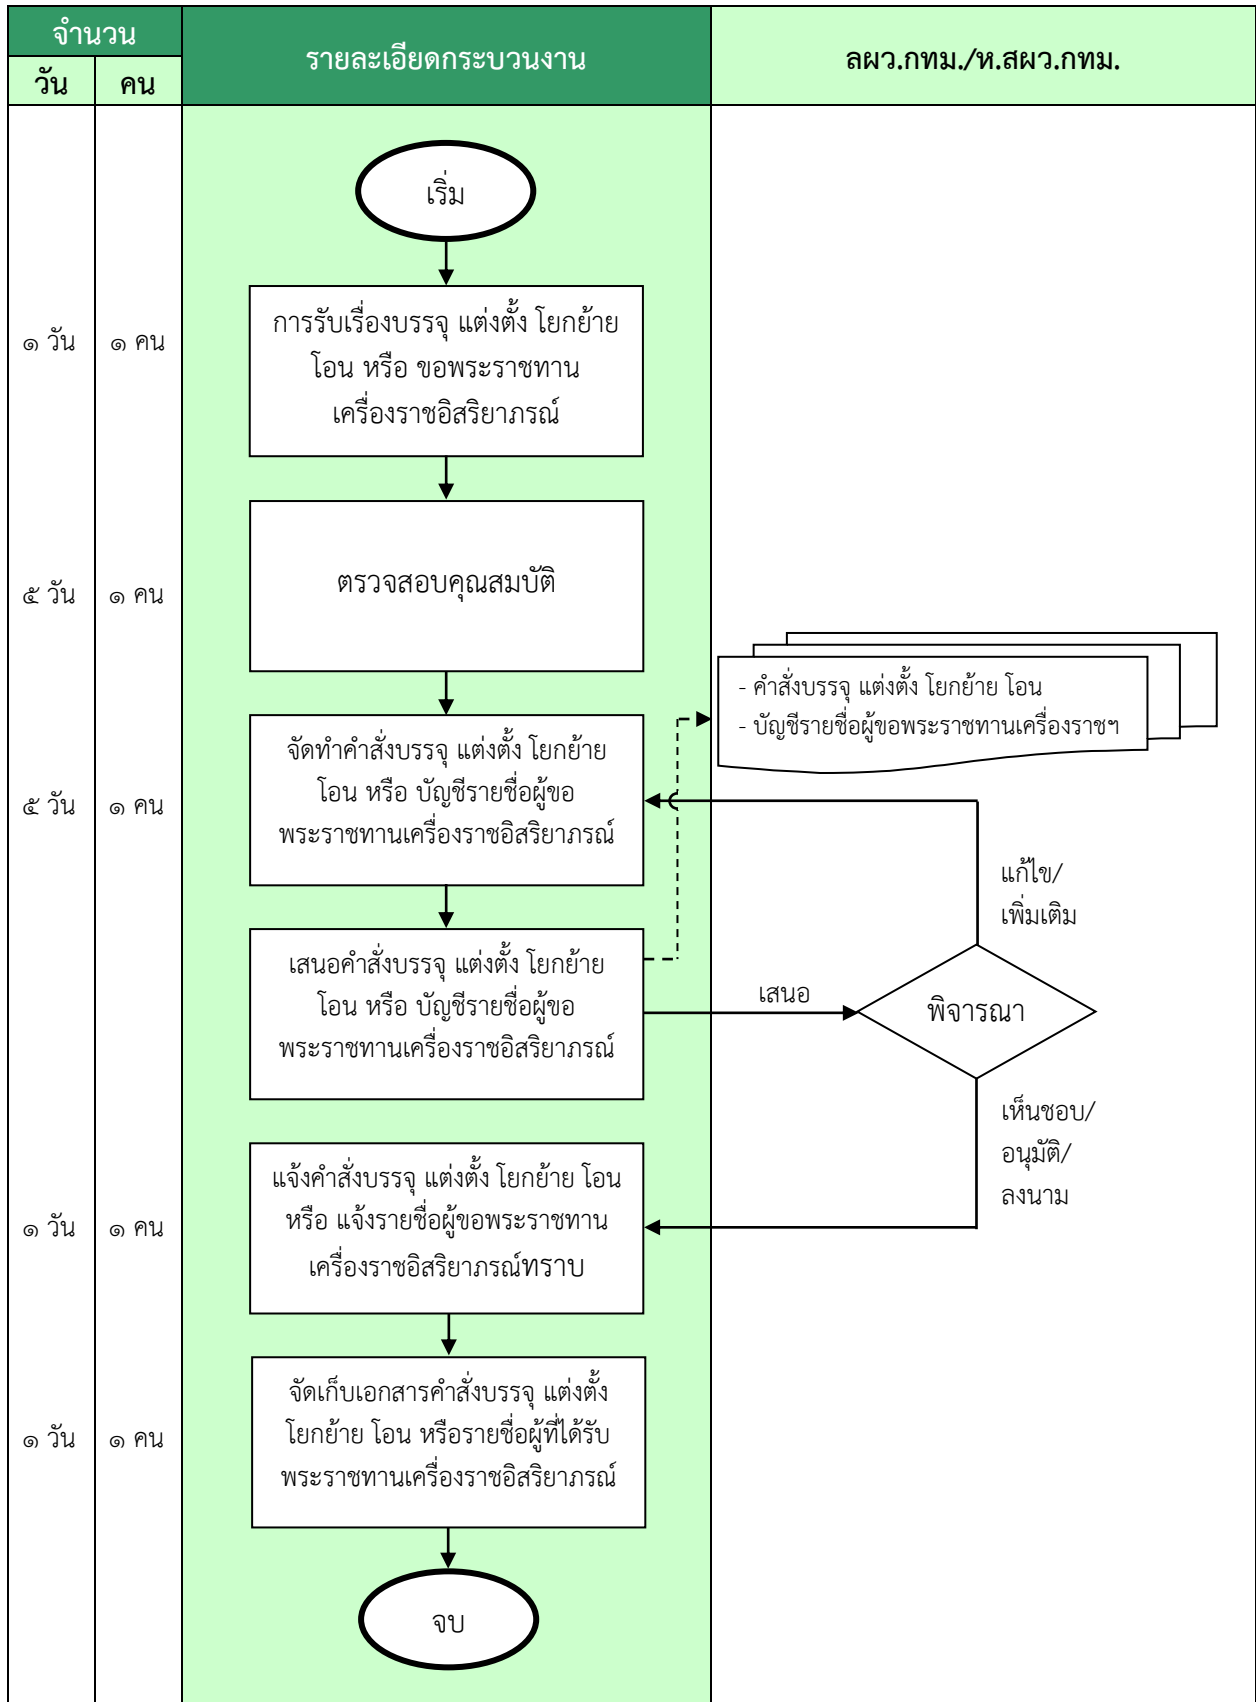 จำนวน
วัน
คน
รายละเอียดกระบวนงาน
ลผว.กทม./ห.สผว.กทม.
เริ่ม
๑ วัน
๑ คน
การรับเรื่องบรรจุ แต่งตั้ง โยกย้าย
โอน หรือ ขอพระราชทาน
เครื่องราชอิสริยาภรณ์
๕ วัน
๑ คน
ตรวจสอบคุณสมบัติ
- คำสั่งบรรจุ แต่งตั้ง โยกย้าย โอน
- บัญชีรายชื่อผู้ขอพระราชทานเครื่องราชฯ
๕ วัน
๑ คน
จัดทำคำสั่งบรรจุ แต่งตั้ง โยกย้าย
โอน หรือ บัญชีรายชื่อผู้ขอ
พระราชทานเครื่องราชอิสริยาภรณ์
แก้ไข/
เพิ่มเติม
เสนอคำสั่งบรรจุ แต่งตั้ง โยกย้าย
โอน หรือ บัญชีรายชื่อผู้ขอ
พระราชทานเครื่องราชอิสริยาภรณ์
เสนอ
พิจารณา
เห็นชอบ/
อนุมัติ/
ลงนาม
๑ วัน
๑ คน
แจ้งคำสั่งบรรจุ แต่งตั้ง โยกย้าย โอน
หรือ แจ้งรายชื่อผู้ขอพระราชทาน
เครื่องราชอิสริยาภรณ์ทราบ
๑ วัน
๑ คน
จัดเก็บเอกสารคำสั่งบรรจุ แต่งตั้ง
โยกย้าย โอน หรือรายชื่อผู้ที่ได้รับ
พระราชทานเครื่องราชอิสริยาภรณ์
จบ